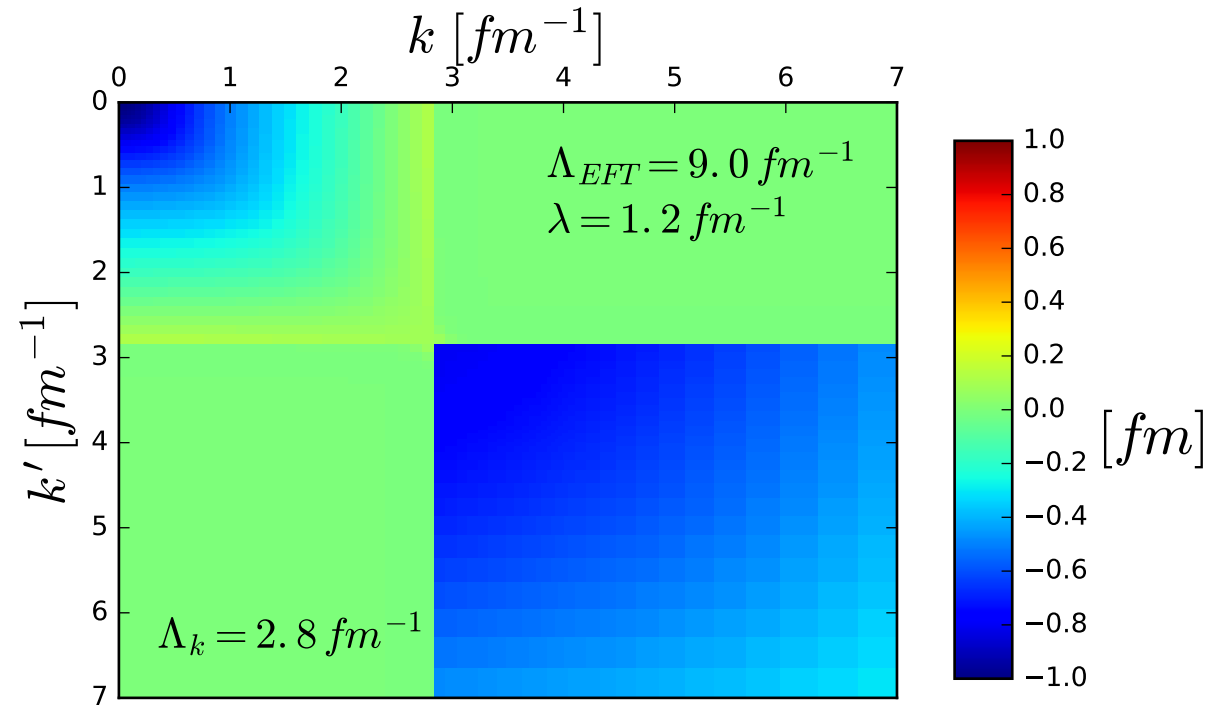 k [fm⁻¹]
0 1 2 3 4 5 6 7
k′ [fm⁻¹]
0
1
2
3
4
5
6
7
Λ_EFT = 9.0 fm⁻¹
λ = 1.2 fm⁻¹
Λ_k = 2.8 fm⁻¹
1.0
0.8
0.6
0.4
0.2
0.0
−0.2
−0.4
−0.6
−0.8
−1.0
[fm]